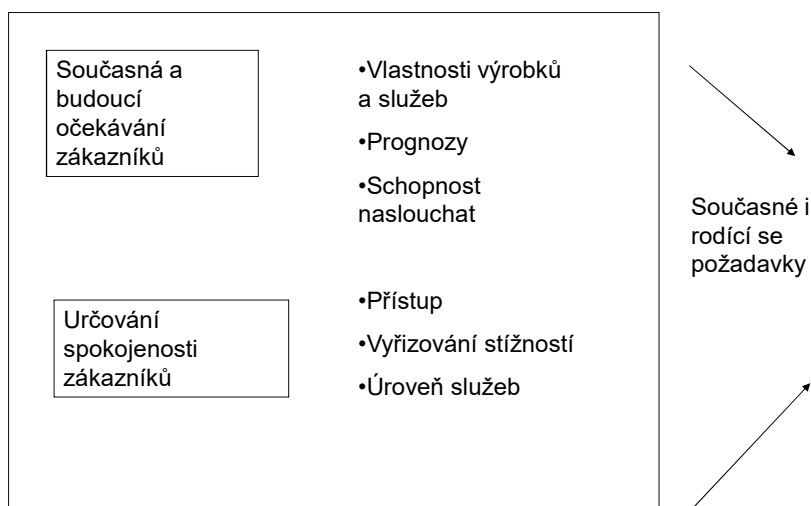 Současná a
budoucí
očekávání
zákazníků
•Vlastnosti výrobků
a služeb
•Prognozy
•Schopnost
naslouchat
Určování
spokojenosti
zákazníků
•Přístup
•Vyřizování stížností
•Úroveň služeb
Současné i
rodící se
požadavky